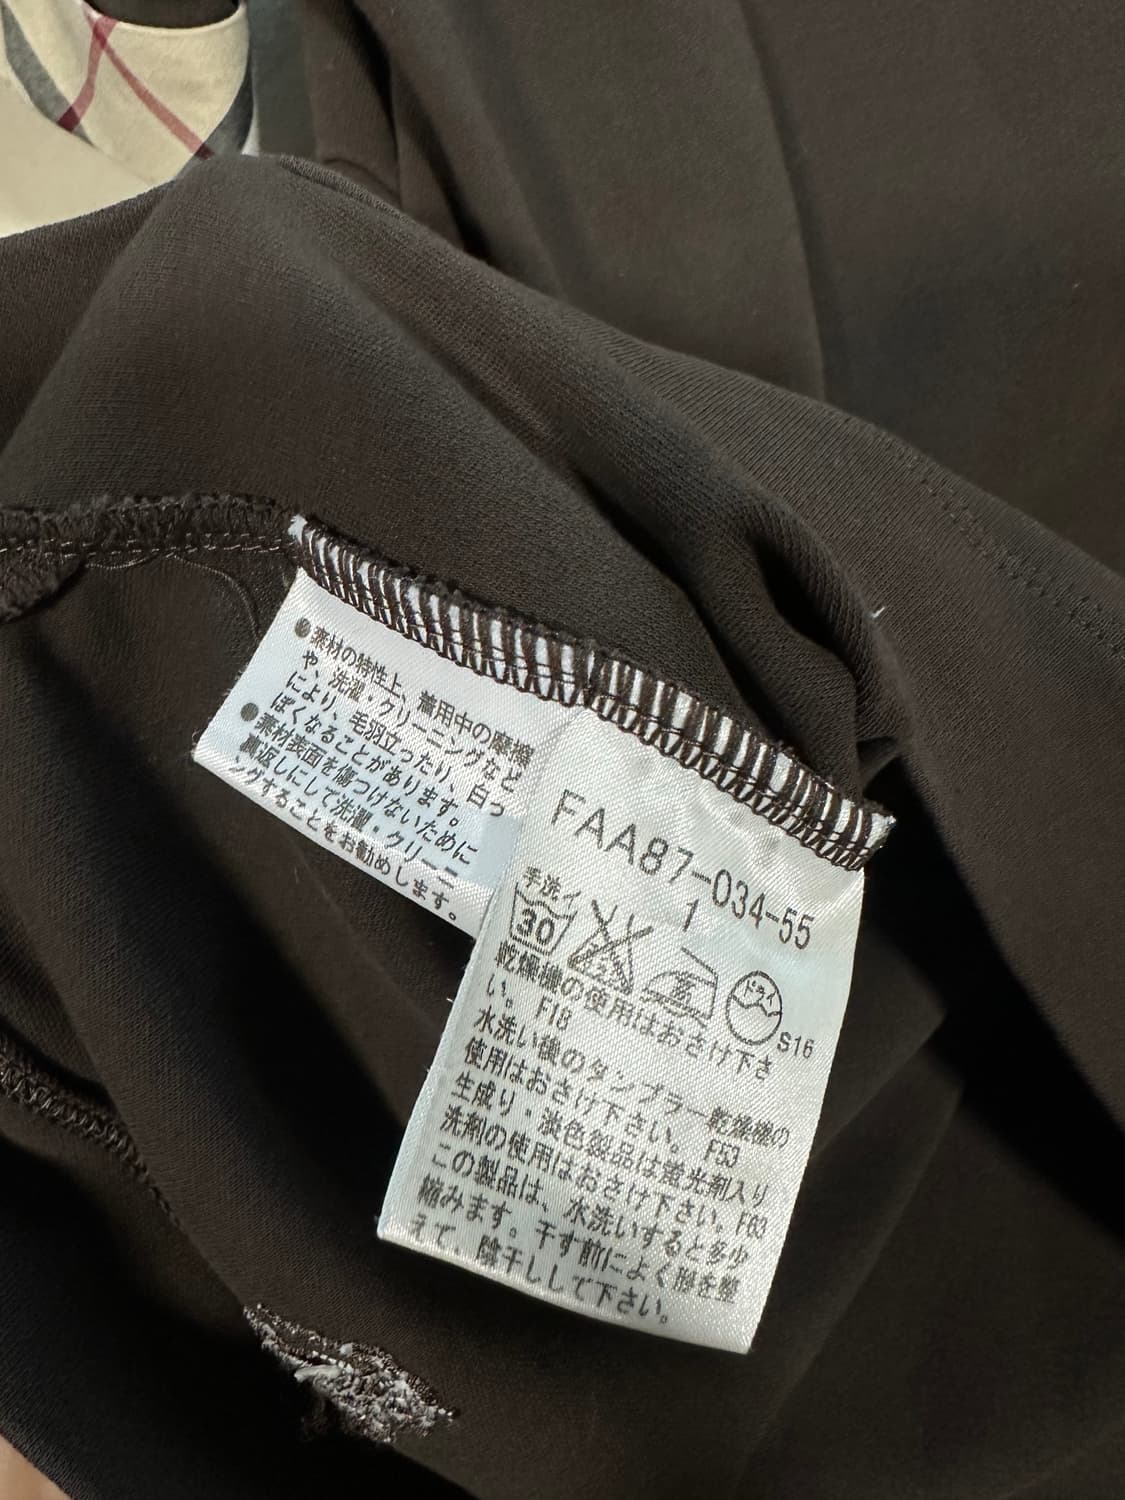 ●素材の特性上、着用中の摩擦
や、洗濯・クリーニングなど
により、毛羽立ったり、白っ
ぽくなることがあります。
●素材表面を傷つけないために
裏返しにして洗濯・クリーニ
ングすることをお勧めします。
FAA87-034-55
1
手洗イ
30
ドライ
S16
乾燥機の使用はおさけ下さ
い。 F18
水洗い後のタンブラー乾燥機の
使用はおさけ下さい。 F53
生成り・淡色製品は蛍光剤入り
洗剤の使用はおさけ下さい。F63
この製品は、水洗いすると多少
縮みます。干す前によく形を整
えて、陰干しして下さい。